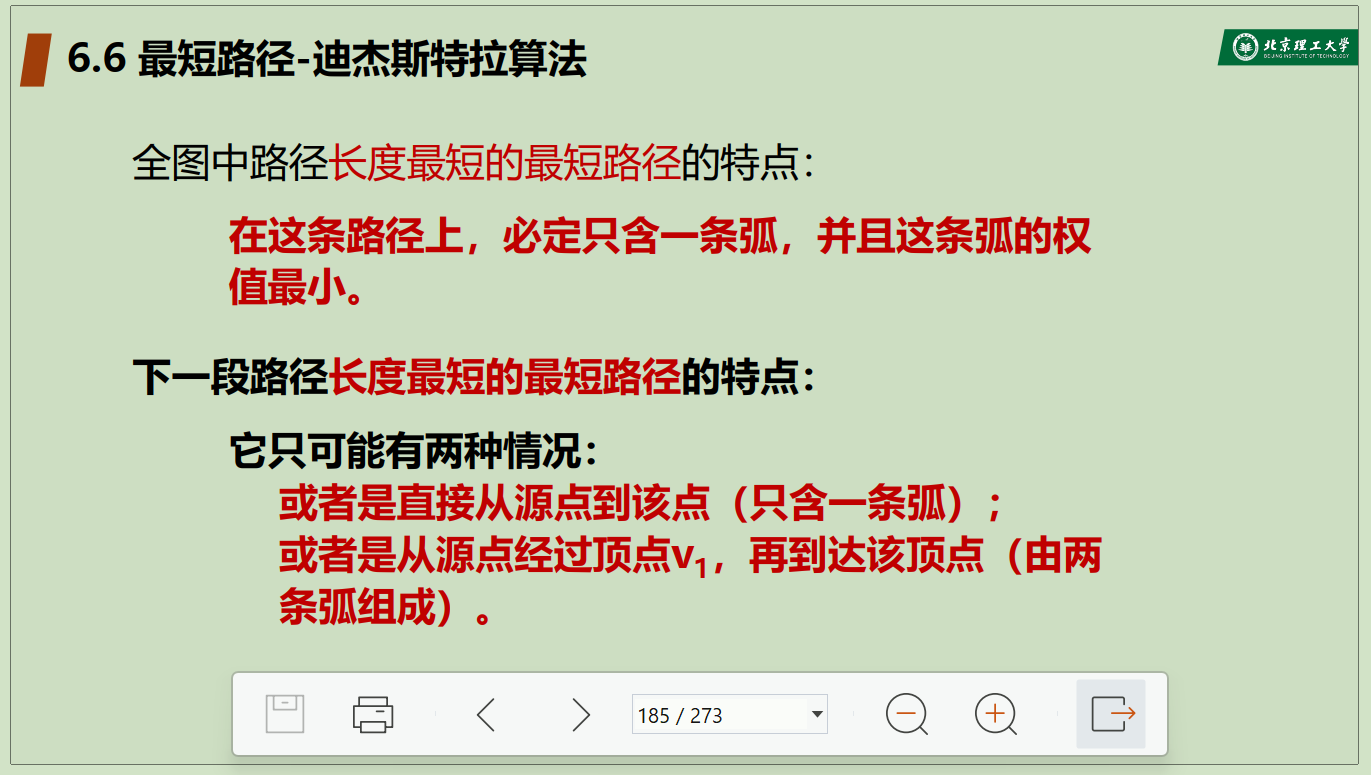 6.6 最短路径-迪杰斯特拉算法
北京理工大学
BEIJING INSTITUTE OF TECHNOLOGY
全图中路径长度最短的最短路径的特点：
在这条路径上，必定只含一条弧，并且这条弧的权
值最小。
下一段路径长度最短的最短路径的特点：
它只可能有两种情况：
或者是直接从源点到该点（只含一条弧）；
或者是从源点经过顶点v₁，再到达该顶点（由两
条弧组成）。
185 / 273